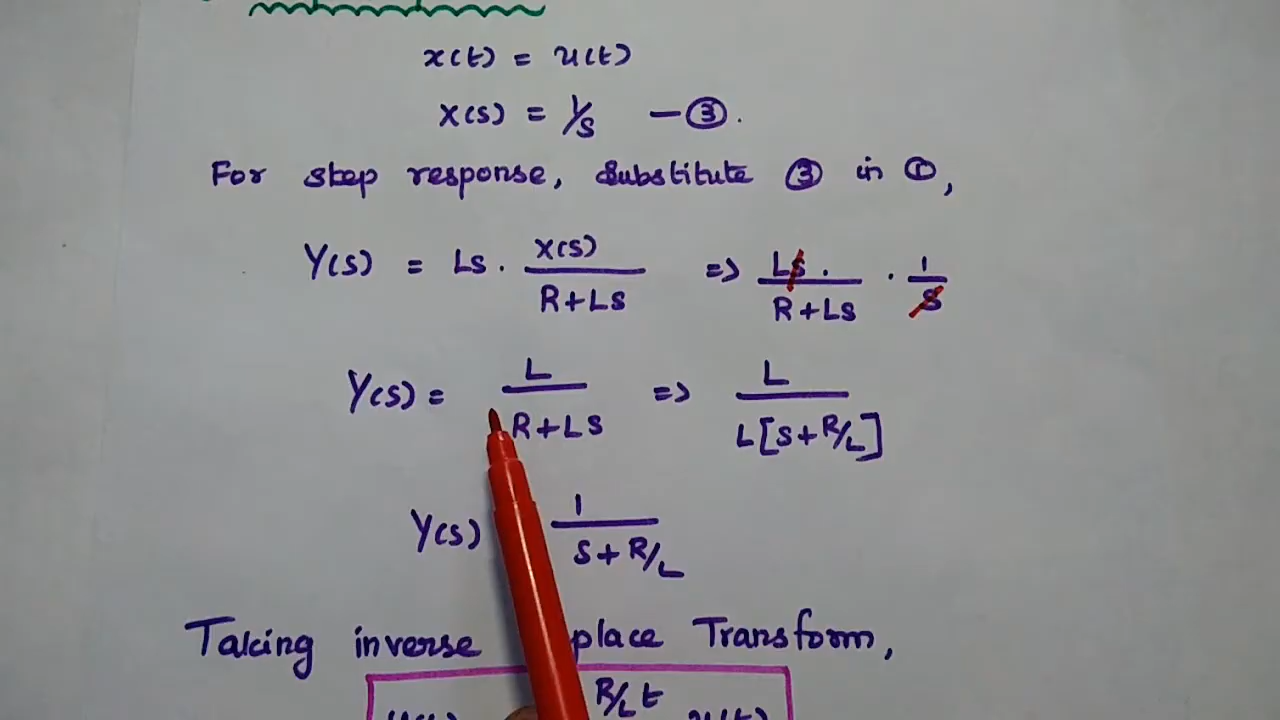 x(t) = u(t)
X(s) = 1/s — ③.
For step response, substitute ③ in ①,
Y(s) = Ls . X(s)/R+Ls => Ls ./R+Ls . 1/s
Y(s) = L/R+Ls => L/L[s+R/L]
Y(s) 1/s+R/L
Taking inverse place Transform,
R/L t u(t)